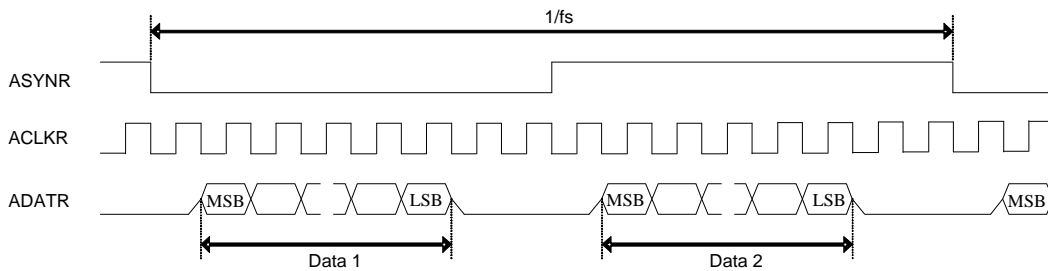 1/fs
ASYNR
ACLKR
ADATR
MSB LSB MSB LSB MSB
Data 1 Data 2